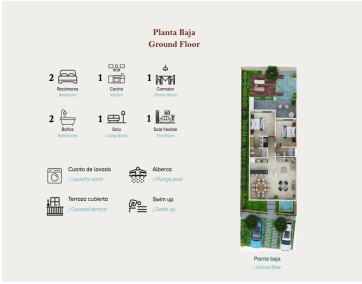 Planta Baja
Ground Floor
2 1 1
Recámaras Cocina Comedor
Bedrooms Kitchen Dinner Room
2 1 1
Baños Sala Sala flexible
Bathrooms Living Room Flex Room
Cuarto de lavado Alberca
/ Laundry room / Plunge pool
Terraza cubierta Swim up
/ Covered terrace / Swim up
Planta baja
/ Ground floor